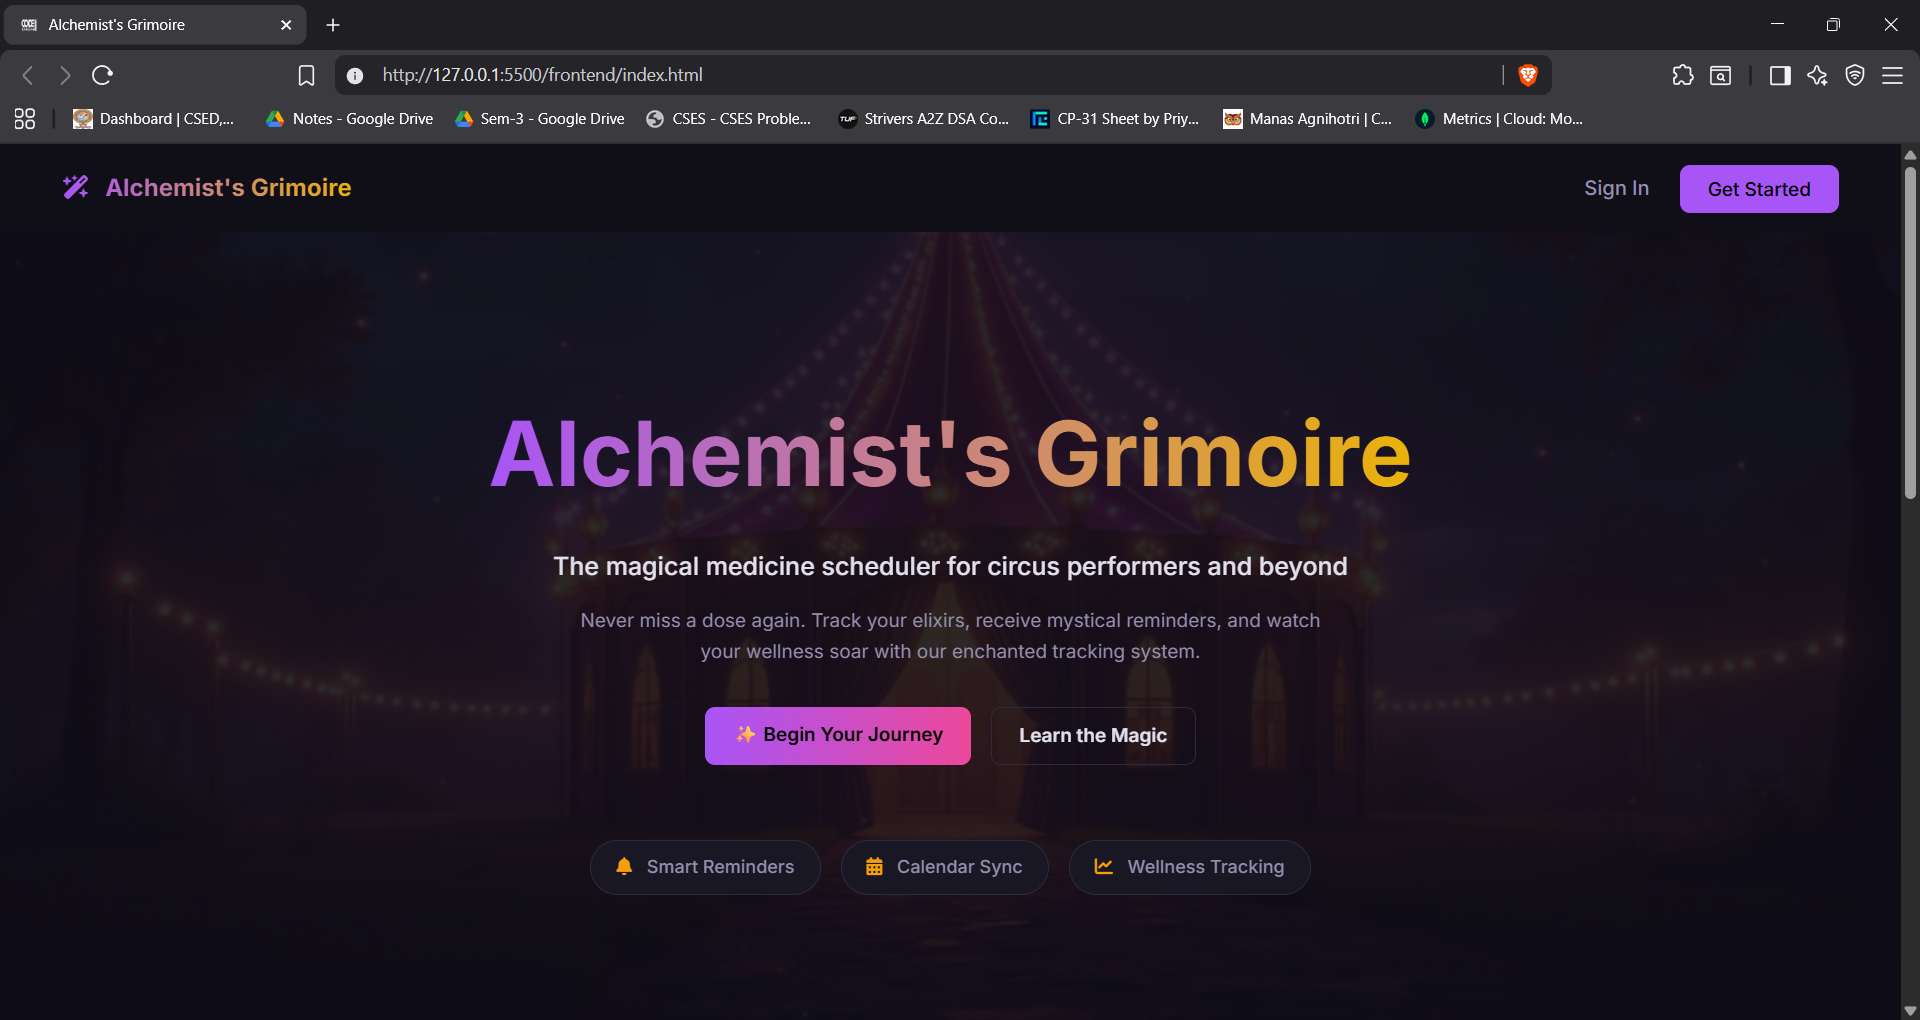 Alchemist's Grimoire
http://127.0.0.1:5500/frontend/index.html
Dashboard | CSED,...
Notes - Google Drive
Sem-3 - Google Drive
CSES - CSES Proble...
TUF
Strivers A2Z DSA Co...
CP-31 Sheet by Priy...
Manas Agnihotri | C...
Metrics | Cloud: Mo...
Alchemist's Grimoire
Sign In
Get Started
Alchemist's Grimoire
The magical medicine scheduler for circus performers and beyond
Never miss a dose again. Track your elixirs, receive mystical reminders, and watch
your wellness soar with our enchanted tracking system.
✨ Begin Your Journey
Learn the Magic
Smart Reminders
Calendar Sync
Wellness Tracking